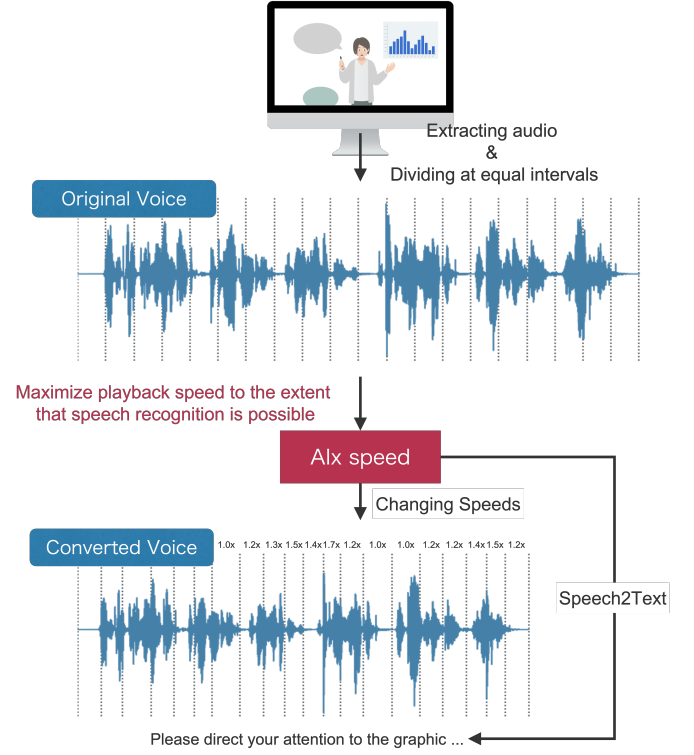 Extracting audio
&
Dividing at equal intervals
Original Voice
Maximize playback speed to the extent
that speech recognition is possible
AIx speed
Changing Speeds
Converted Voice
1.0x 1.2x 1.3x 1.5x 1.4x 1.7x 1.2x 1.0x 1.0x 1.2x 1.2x 1.4x 1.5x 1.2x
Speech2Text
Please direct your attention to the graphic ...